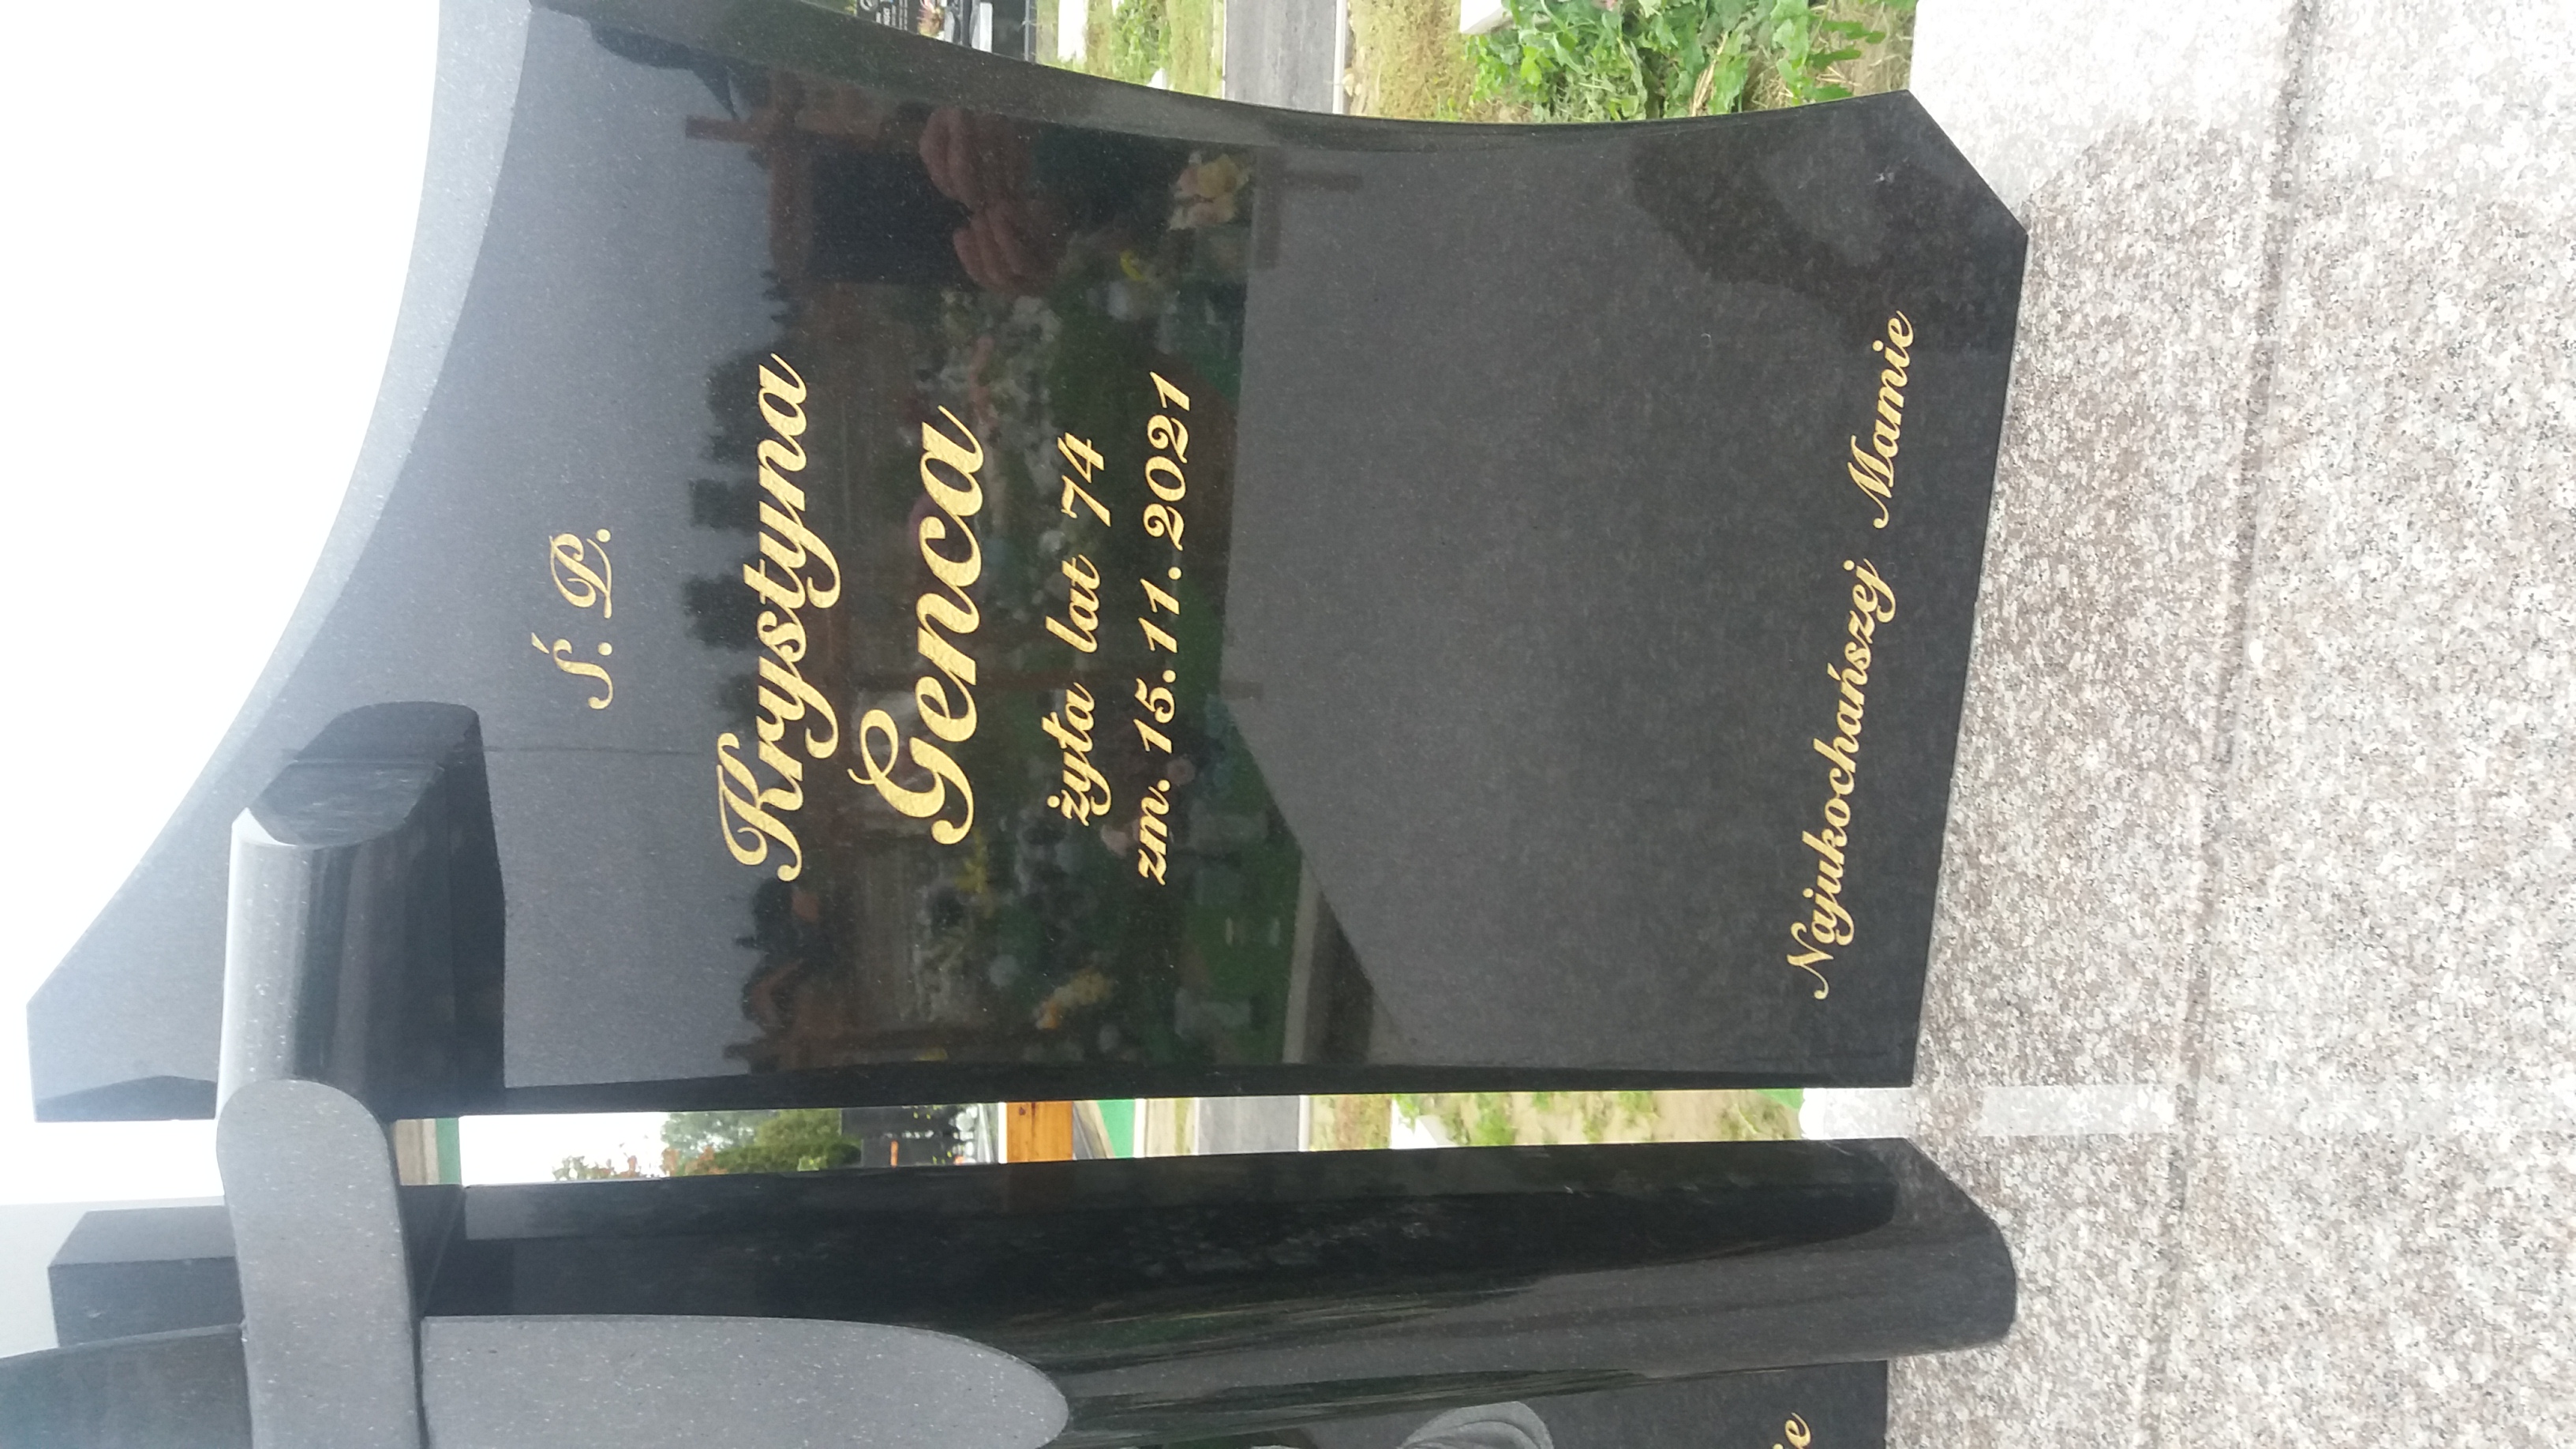 Ś. P.
Krystyna
Genca
żyła lat 74
zm. 15.11.2021
Najukochańszej Mamie